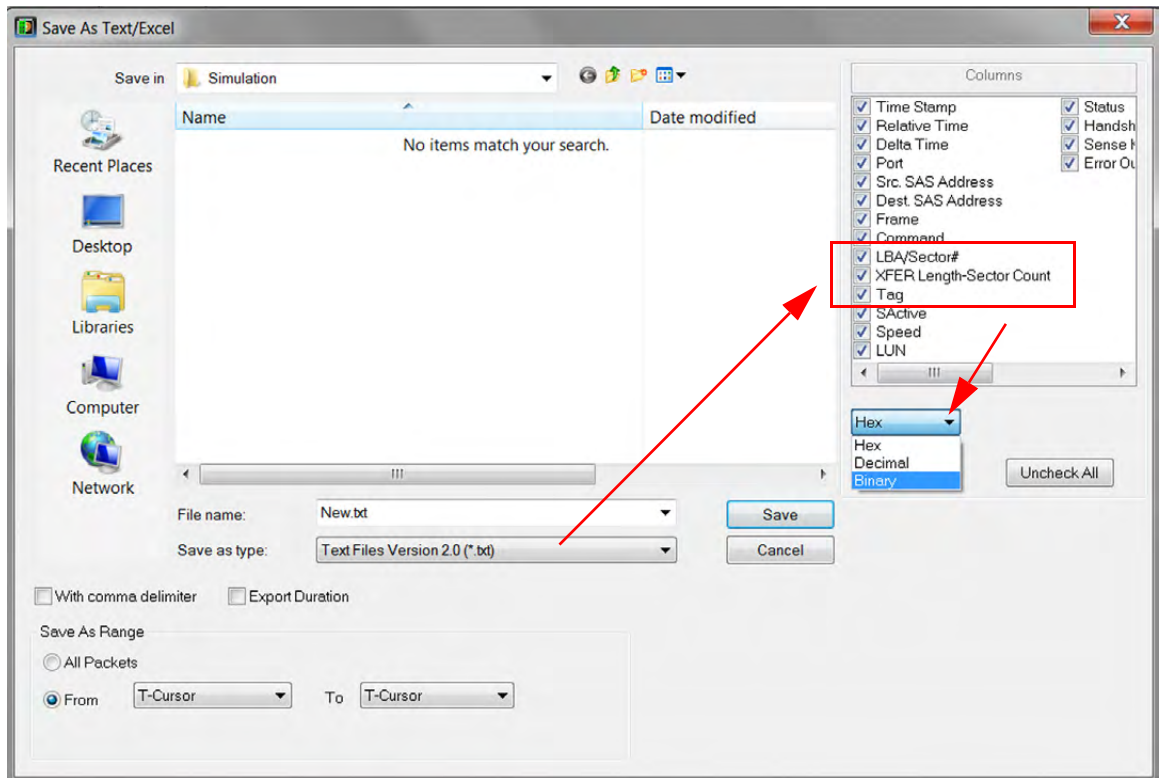 Save As Text/Excel
Save in
Simulation
Name
Date modified
No items match your search.
Recent Places
Desktop
Libraries
Computer
Network
File name:
New.txt
Save
Save as type:
Text Files Version 2.0 (*.txt)
Cancel
With comma delimiter
Export Duration
Save As Range
All Packets
From
T-Cursor
To
T-Cursor
Columns
Time Stamp
Relative Time
Delta Time
Port
Src. SAS Address
Dest. SAS Address
Frame
Command
LBA/Sector#
XFER Length-Sector Count
Tag
SActive
Speed
LUN
Status
Handsh
Sense
Error Ou
Hex
Hex
Decimal
Binary
Uncheck All